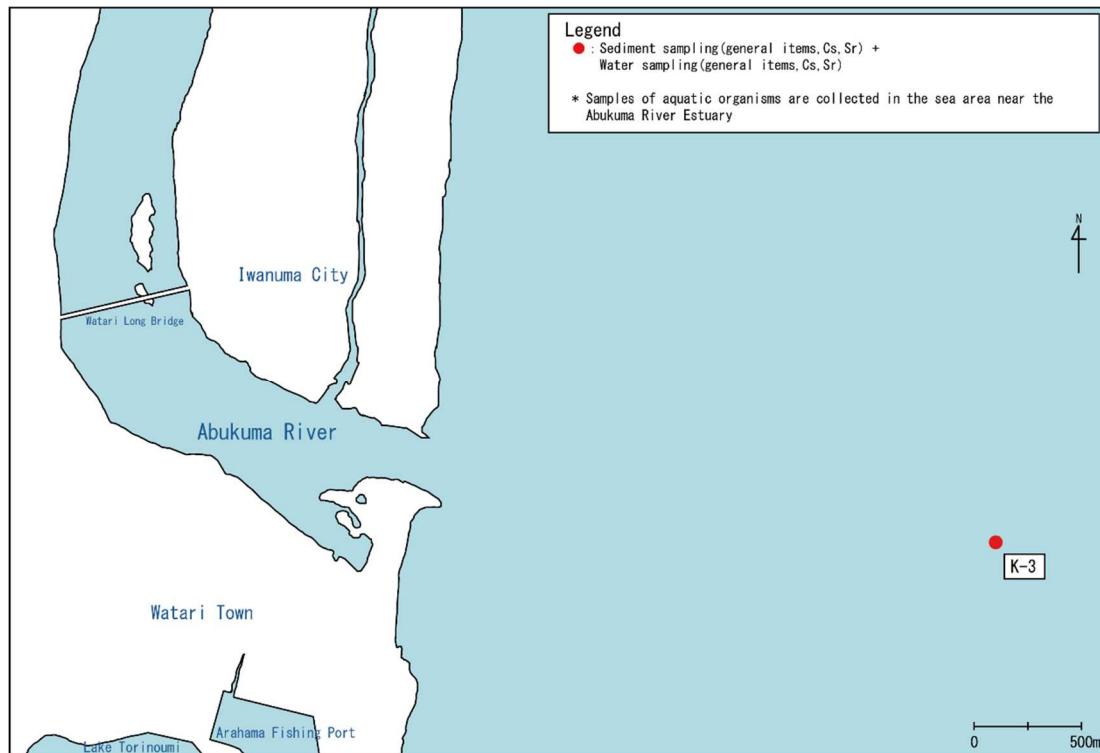 Legend
● : Sediment sampling(general items,Cs,Sr) +
Water sampling(general items,Cs,Sr)
* Samples of aquatic organisms are collected in the sea area near the
Abukuma River Estuary
N
Iwanuma City
Watari Long Bridge
Abukuma River
K-3
Watari Town
Arahama Fishing Port
Lake Torinoumi
0 500m